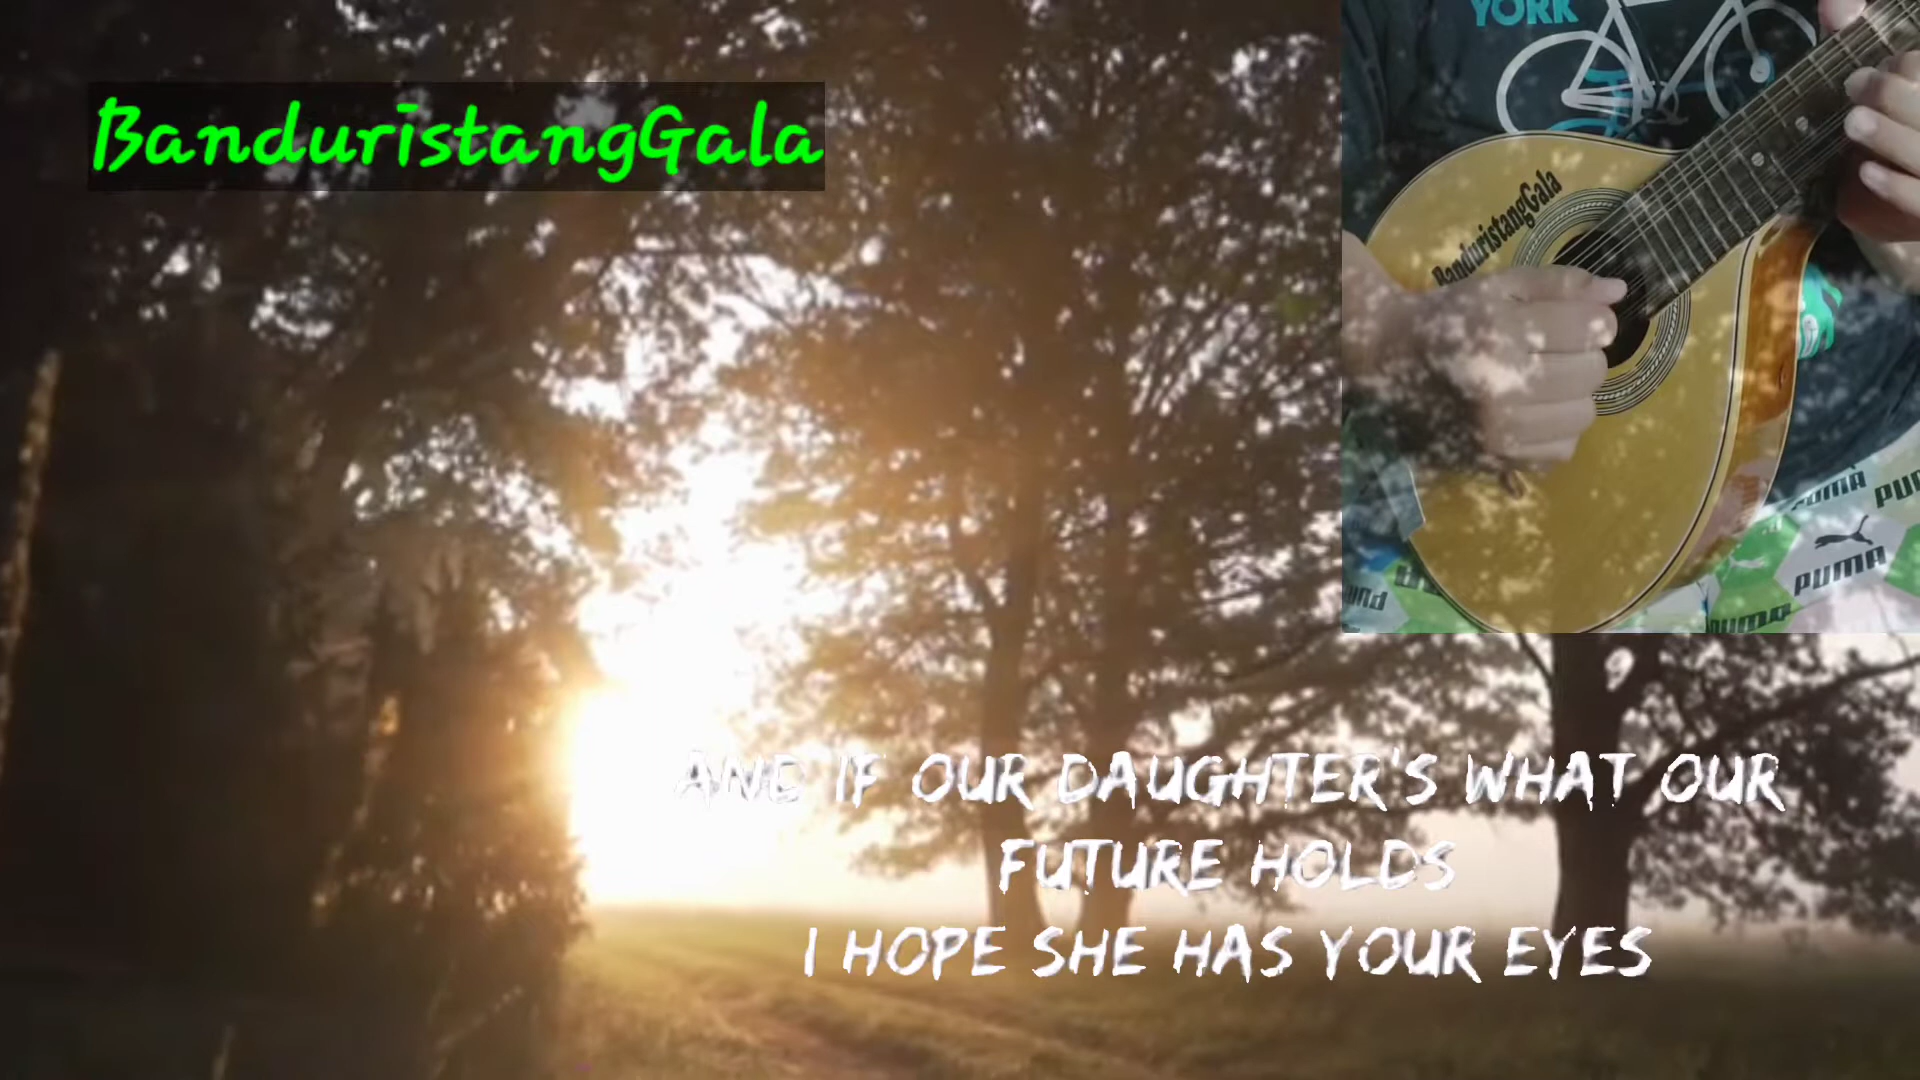 BanduristangGala
YORK
BanduristangGala
PUMA
PUMA
AND IF OUR DAUGHTER'S WHAT OUR
FUTURE HOLDS
I HOPE SHE HAS YOUR EYES